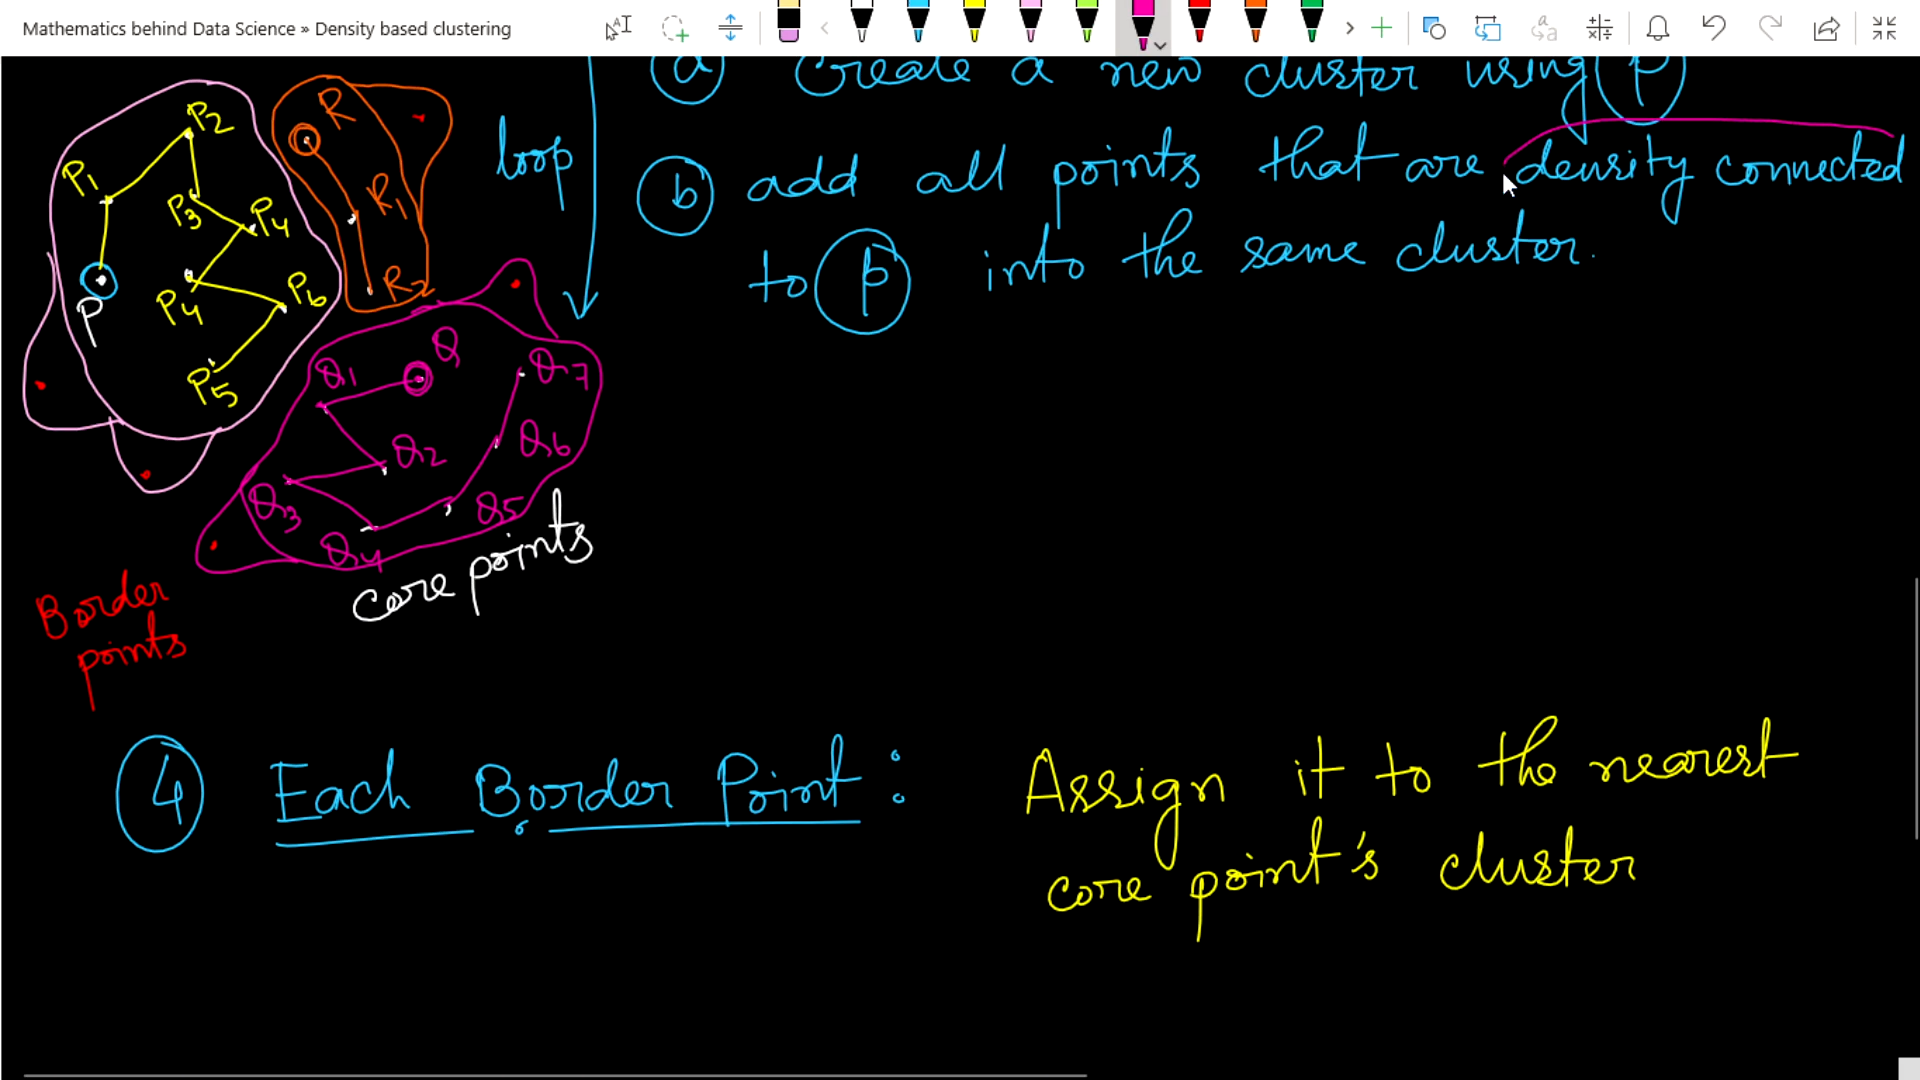 Mathematics behind Data Science » Density based clustering
a Create a new cluster using p
loop
b add all points that are density connected
to p into the same cluster.
P2
P1
P3 P4
P4 P6
P
P5
R
R1
R2
Q1 Q
Q7
Q2 Q6
Q3 Q5
Q4
core points
Border
points
4 Each Border Point : Assign it to the nearest
core point's cluster